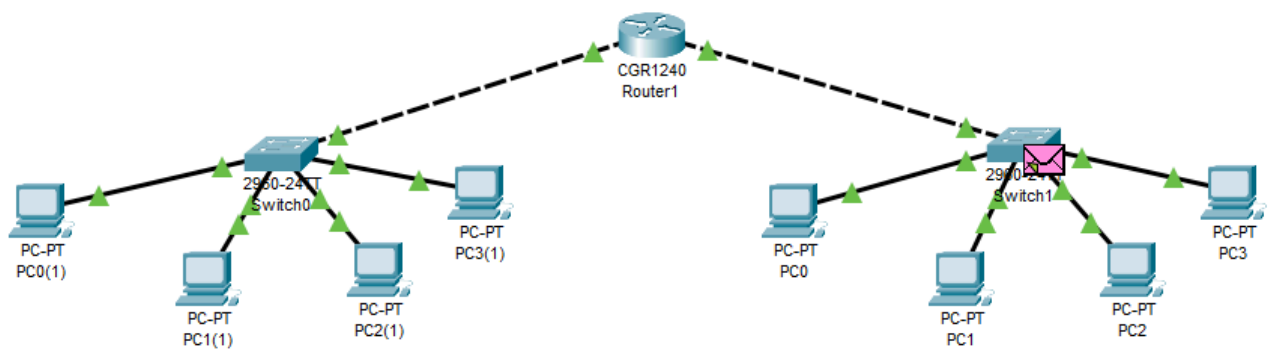 CGR1240
Router1
2960-24TT
Switch0
Switch1
PC-PT
PC0(1)
PC-PT
PC1(1)
PC-PT
PC2(1)
PC-PT
PC3(1)
PC-PT
PC0
PC-PT
PC1
PC-PT
PC2
PC-PT
PC3